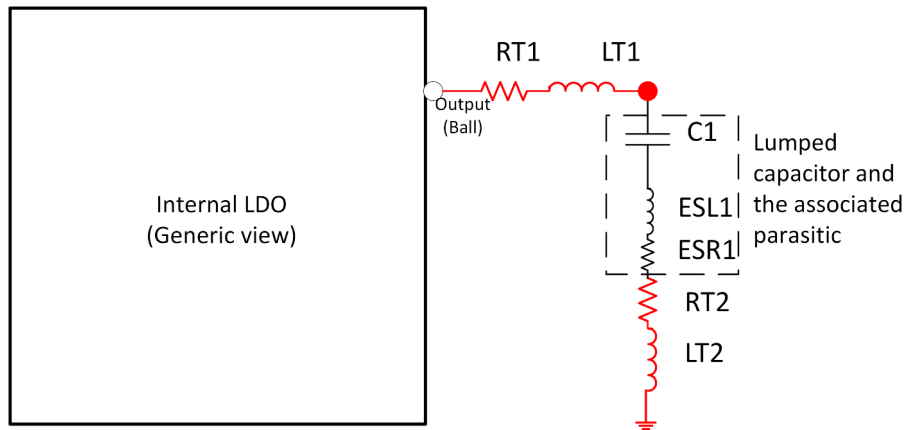 RT1
LT1
Output
(Ball)
C1
Lumped
capacitor and
the associated
parasitic
Internal LDO
(Generic view)
ESL1
ESR1
RT2
LT2